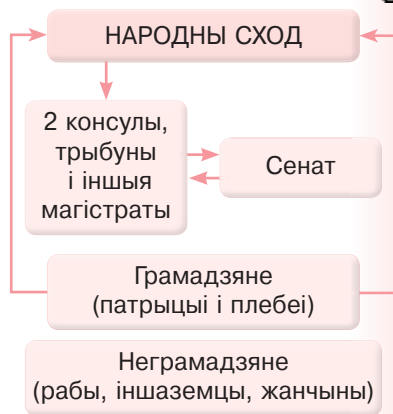 НАРОДНЫ СХОД
2 консулы,
трыбуны
і іншыя
магістраты
Сенат
Грамадзяне
(патрыцыі і плебеі)
Неграмадзяне
(рабы, іншаземцы, жанчыны)